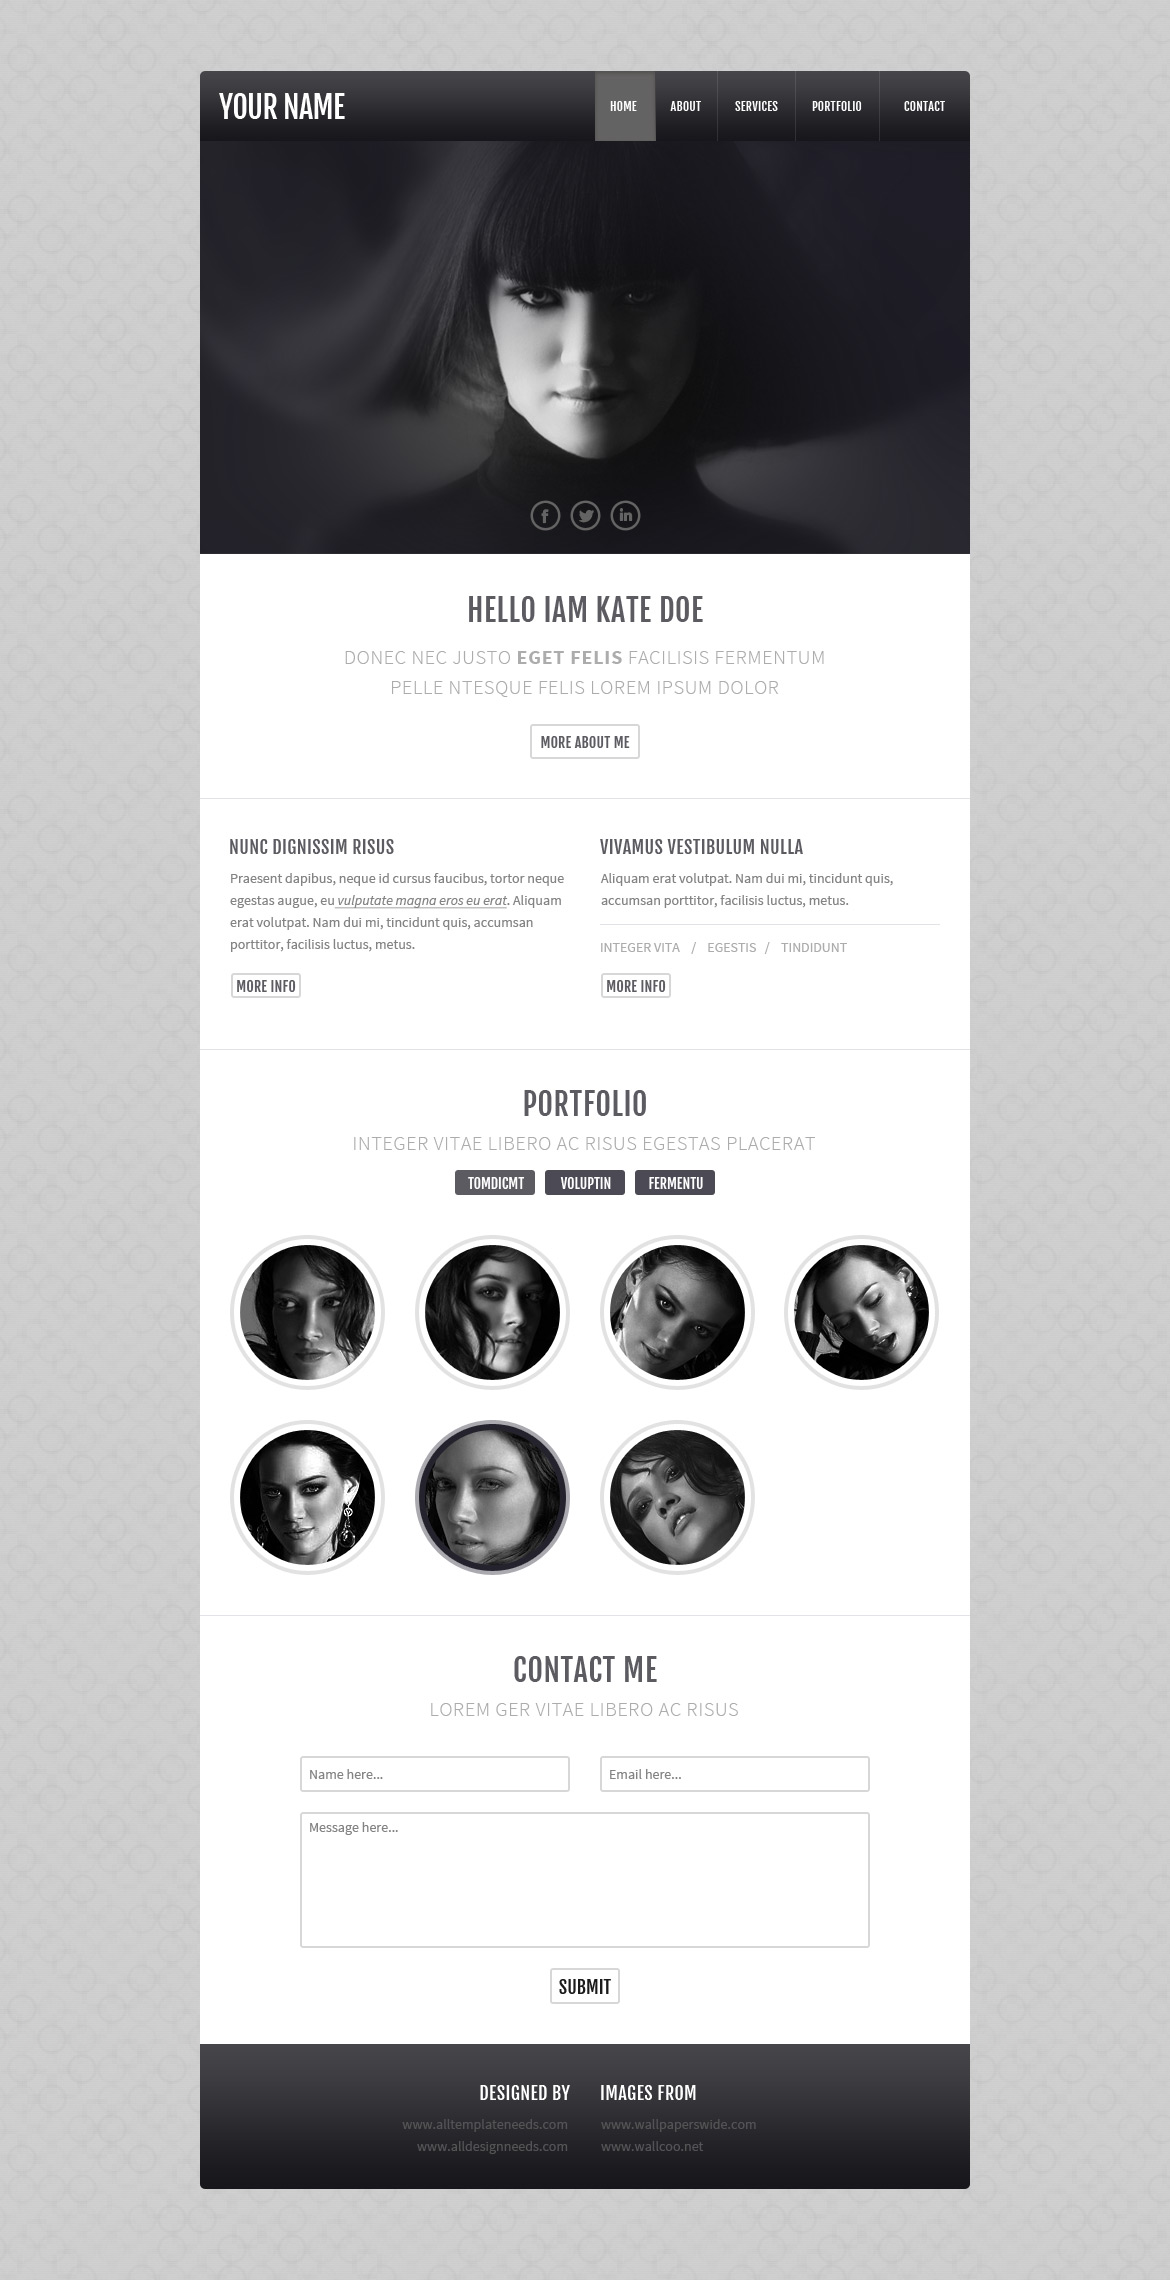 YOUR NAME
HOME ABOUT SERVICES PORTFOLIO CONTACT
f in
HELLO IAM KATE DOE
DONEC NEC JUSTO EGET FELIS FACILISIS FERMENTUM
PELLE NTESQUE FELIS LOREM IPSUM DOLOR
MORE ABOUT ME
NUNC DIGNISSIM RISUS
Praesent dapibus, neque id cursus faucibus, tortor neque
egestas augue, eu vulputate magna eros eu erat. Aliquam
erat volutpat. Nam dui mi, tincidunt quis, accumsan
porttitor, facilisis luctus, metus.
MORE INFO
VIVAMUS VESTIBULUM NULLA
Aliquam erat volutpat. Nam dui mi, tincidunt quis,
accumsan porttitor, facilisis luctus, metus.
INTEGER VITA / EGESTIS / TINDIDUNT
MORE INFO
PORTFOLIO
INTEGER VITAE LIBERO AC RISUS EGESTAS PLACERAT
TOMDICMT VOLUPTIN FERMENTU
CONTACT ME
LOREM GER VITAE LIBERO AC RISUS
Name here...
Email here...
Message here...
SUBMIT
DESIGNED BY
www.alltemplateneeds.com
www.alldesignneeds.com
IMAGES FROM
www.wallpaperswide.com
www.wallcoo.net